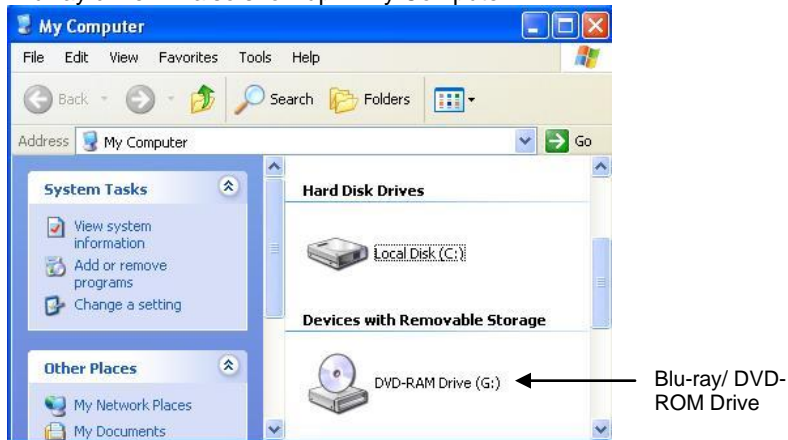 My Computer
File Edit View Favorites Tools Help
Back Search Folders
Address My Computer Go
System Tasks
View system
information
Add or remove
programs
Change a setting
Other Places
My Network Places
My Documents
Hard Disk Drives
Local Disk (C:)
Devices with Removable Storage
DVD-RAM Drive (G:)
Blu-ray/ DVD-
ROM Drive